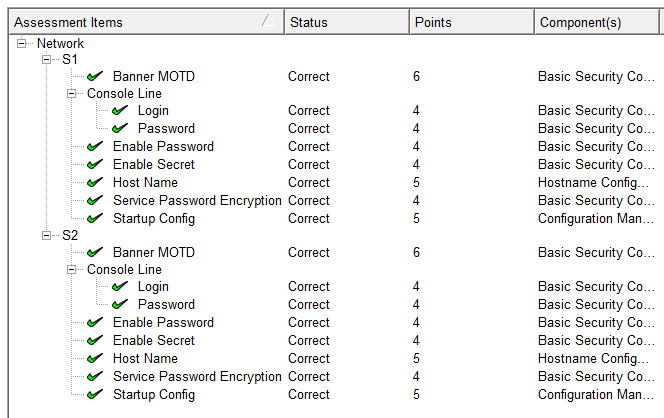 Assessment Items Status Points Component(s)
Network
S1
Banner MOTD Correct 6 Basic Security Co...
Console Line
Login Correct 4 Basic Security Co...
Password Correct 4 Basic Security Co...
Enable Password Correct 4 Basic Security Co...
Enable Secret Correct 4 Basic Security Co...
Host Name Correct 5 Hostname Config...
Service Password Encryption Correct 4 Basic Security Co...
Startup Config Correct 5 Configuration Man...
S2
Banner MOTD Correct 6 Basic Security Co...
Console Line
Login Correct 4 Basic Security Co...
Password Correct 4 Basic Security Co...
Enable Password Correct 4 Basic Security Co...
Enable Secret Correct 4 Basic Security Co...
Host Name Correct 5 Hostname Config...
Service Password Encryption Correct 4 Basic Security Co...
Startup Config Correct 5 Configuration Man...